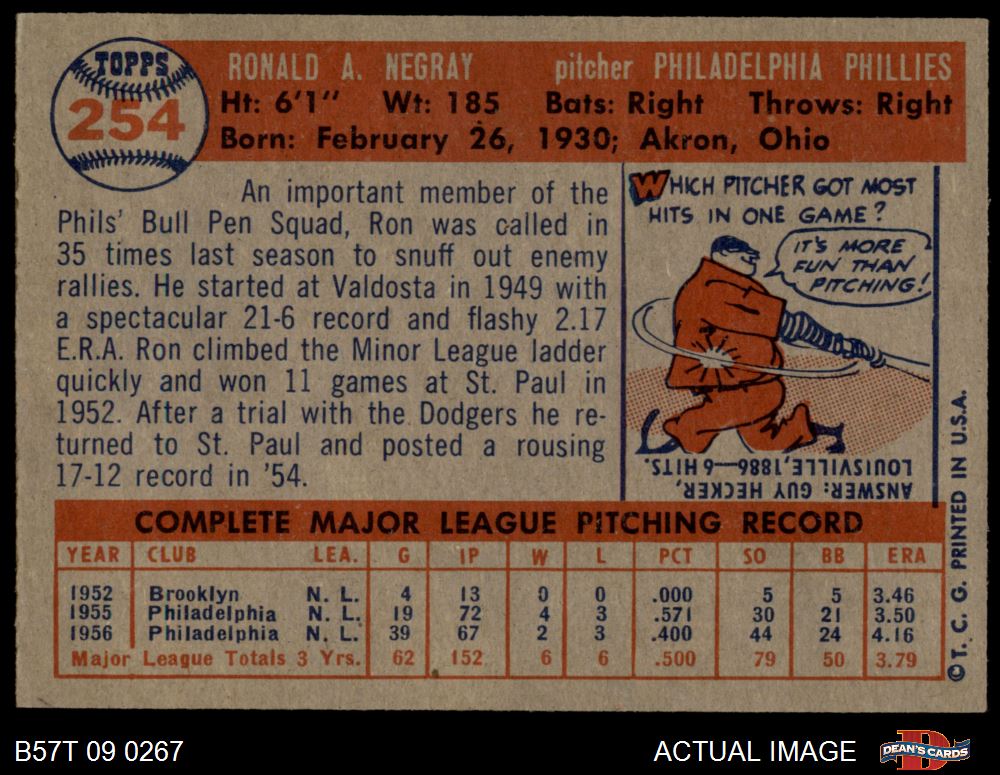 TOPPS
254
RONALD A. NEGRAY pitcher PHILADELPHIA PHILLIES
Ht: 6'1" Wt: 185 Bats: Right Throws: Right
Born: February 26, 1930; Akron, Ohio
An important member of the
Phils' Bull Pen Squad, Ron was called in
35 times last season to snuff out enemy
rallies. He started at Valdosta in 1949 with
a spectacular 21-6 record and flashy 2.17
E.R.A. Ron climbed the Minor League ladder
quickly and won 11 games at St. Paul in
1952. After a trial with the Dodgers he re-
turned to St. Paul and posted a rousing
17-12 record in '54.
WHICH PITCHER GOT MOST
HITS IN ONE GAME?
IT'S MORE
FUN THAN
PITCHING!
ANSWER: GUY HECKER,
LOUISVILLE, 1886—6 HITS.
COMPLETE MAJOR LEAGUE PITCHING RECORD
YEAR CLUB LEA. G IP W L PCT SO BB ERA
1952 Brooklyn N. L. 4 13 0 0 .000 5 5 3.46
1955 Philadelphia N. L. 19 72 4 3 .571 30 21 3.50
1956 Philadelphia N. L. 39 67 2 3 .400 44 24 4.16
Major League Totals 3 Yrs. 62 152 6 6 .500 79 50 3.79
©T. C. G. PRINTED IN U.S.A.
B57T 09 0267 ACTUAL IMAGE DEAN'S CARDS